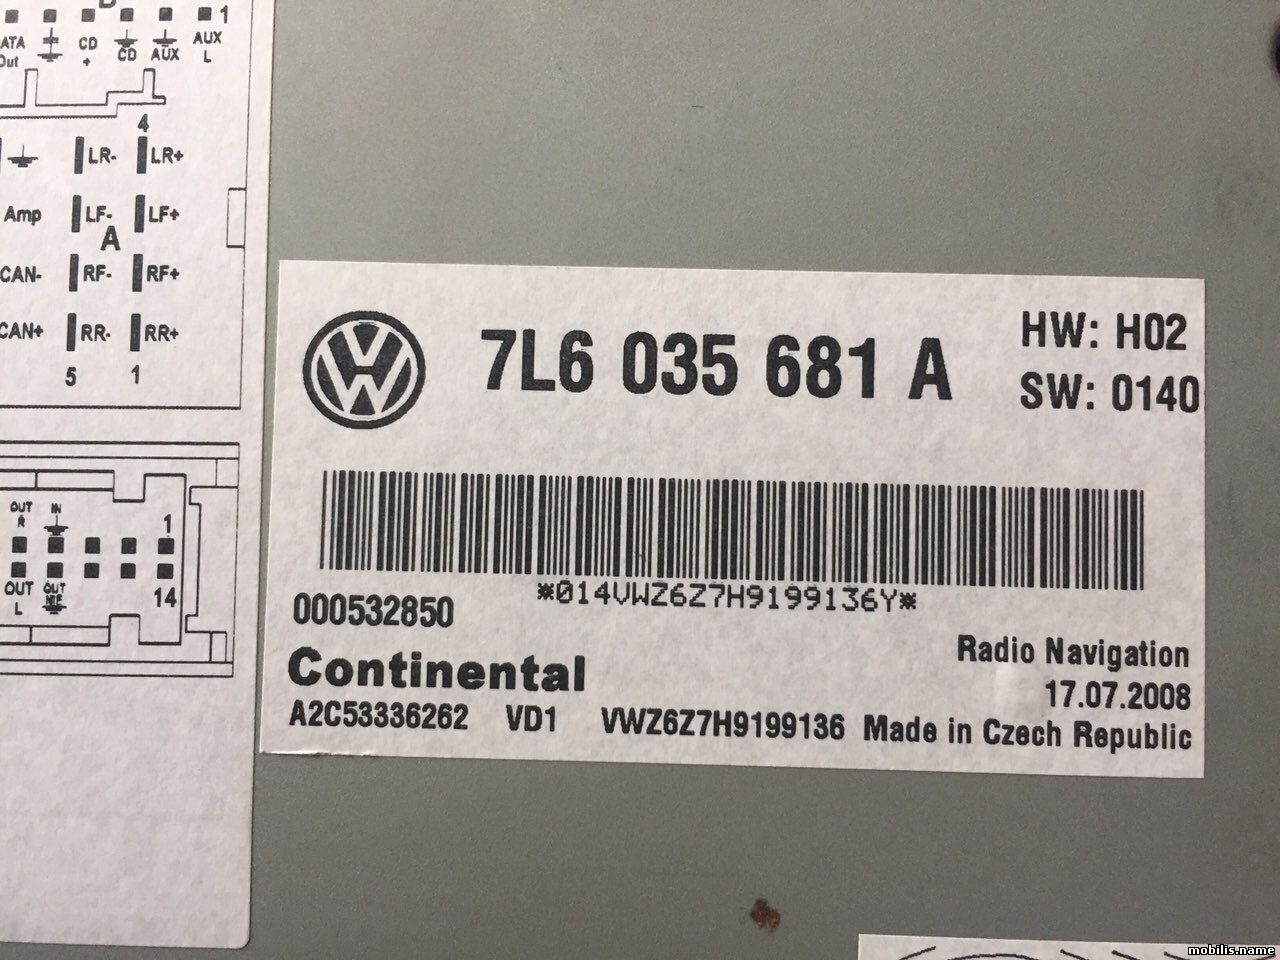 1
CD
+
CD
AUX
AUX
L
4
LR-
LR+
Amp
LF-
LF+
A
CAN-
RF-
RF+
CAN+
RR-
RR+
5
1
OUT
R
IN
1
OUT
L
OUT
14
7L6 035 681 A
HW: H02
SW: 0140
*014VWZ6Z7H9199136Y*
000532850
Continental
Radio Navigation
17.07.2008
A2C53336262 VD1 VWZ6Z7H9199136 Made in Czech Republic
mobilis.name